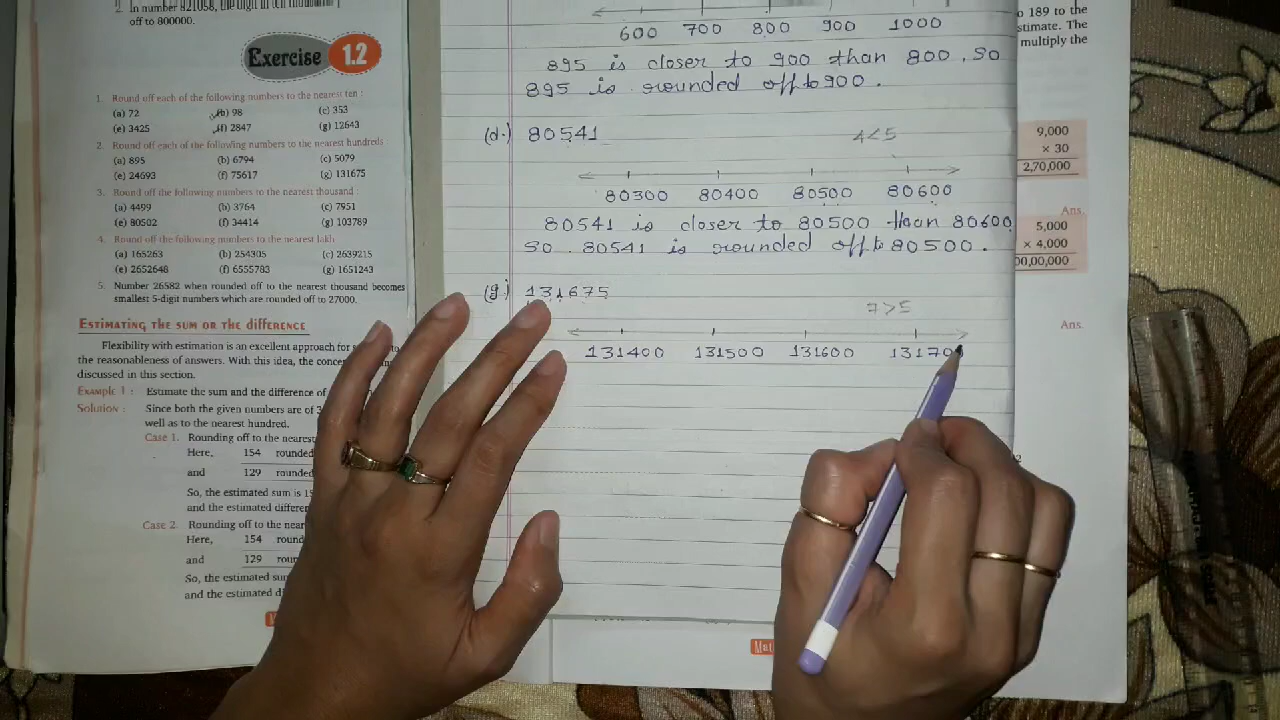 In number 821058, the digit in ten thousand
off to 800000.
Exercise 1.2
1. Round off each of the following numbers to the nearest ten :
(a) 72 (b) 98 (c) 353
(e) 3425 (f) 2847 (g) 12643
2. Round off each of the following numbers to the nearest hundreds
(a) 895 (b) 6794 (c) 5079
(e) 24693 (f) 75617 (g) 131675
3. Round off the following numbers to the nearest thousand :
(a) 4499 (b) 3764 (c) 7951
(e) 80502 (f) 34414 (g) 103789
4. Round off the following numbers to the nearest lakh
(a) 165263 (b) 254305 (c) 2639215
(e) 2652648 (f) 6555783 (g) 1651243
5. Number 26582 when rounded off to the nearest thousand becomes
smallest 5-digit numbers which are rounded off to 27000.
ESTIMATING THE SUM OR THE DIFFERENCE
Flexibility with estimation is an excellent approach for
the reasonableness of answers. With this idea, the
discussed in this section.
Example 1 : Estimate the sum and the difference of
Solution : Since both the given numbers are of 3
well as to the nearest hundred.
Case 1. Rounding off to the nearest
Here, 154 rounded
and 129 rounded
So, the estimated sum is
and the estimated
Case 2. Rounding off to the
Here, 154
and 129
So, the estimated
and the estimated
600 700 800 900 1000
895 is closer to 900 than 800. so
895 is rounded off to 900.
(d.) 80541 4<5
80300 80400 80500 80600
80541 is closer to 80500 than 80600
so 80541 is rounded off to 80500.
(g.) 131675
7>5
131400 131500 131600 131700
189 to the
The
multiply the
9,000
× 30
2,70,000
Ans.
5,000
× 4,000
00,00,000
Ans.